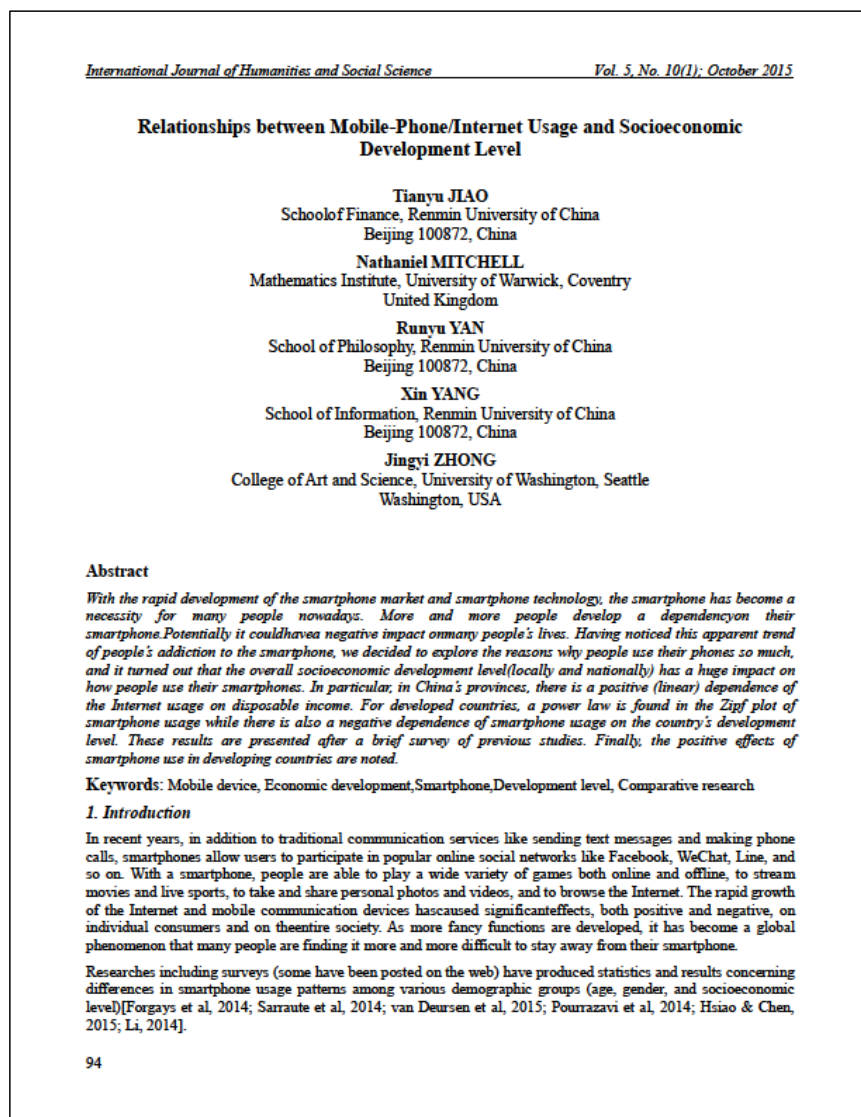 International Journal of Humanities and Social Science Vol. 5, No. 10(1); October 2015
Relationships between Mobile-Phone/Internet Usage and Socioeconomic
Development Level
Tianyu JIAO
Schoolof Finance, Renmin University of China
Beijing 100872, China
Nathaniel MITCHELL
Mathematics Institute, University of Warwick, Coventry
United Kingdom
Runyu YAN
School of Philosophy, Renmin University of China
Beijing 100872, China
Xin YANG
School of Information, Renmin University of China
Beijing 100872, China
Jingyi ZHONG
College of Art and Science, University of Washington, Seattle
Washington, USA
Abstract
With the rapid development of the smartphone market and smartphone technology, the smartphone has become a
necessity for many people nowadays. More and more people develop a dependencyon their
smartphone.Potentially it couldhavea negative impact onmany people's lives. Having noticed this apparent trend
of people's addiction to the smartphone, we decided to explore the reasons why people use their phones so much,
and it turned out that the overall socioeconomic development level(locally and nationally) has a huge impact on
how people use their smartphones. In particular, in China's provinces, there is a positive (linear) dependence of
the Internet usage on disposable income. For developed countries, a power law is found in the Zipf plot of
smartphone usage while there is also a negative dependence of smartphone usage on the country's development
level. These results are presented after a brief survey of previous studies. Finally, the positive effects of
smartphone use in developing countries are noted.
Keywords: Mobile device, Economic development,Smartphone,Development level, Comparative research
1. Introduction
In recent years, in addition to traditional communication services like sending text messages and making phone
calls, smartphones allow users to participate in popular online social networks like Facebook, WeChat, Line, and
so on. With a smartphone, people are able to play a wide variety of games both online and offline, to stream
movies and live sports, to take and share personal photos and videos, and to browse the Internet. The rapid growth
of the Internet and mobile communication devices hascaused significanteffects, both positive and negative, on
individual consumers and on theentire society. As more fancy functions are developed, it has become a global
phenomenon that many people are finding it more and more difficult to stay away from their smartphone.
Researches including surveys (some have been posted on the web) have produced statistics and results concerning
differences in smartphone usage patterns among various demographic groups (age, gender, and socioeconomic
level)[Forgays et al, 2014; Sarraute et al, 2014; van Deursen et al, 2015; Pourrazavi et al, 2014; Hsiao & Chen,
2015; Li, 2014].
94